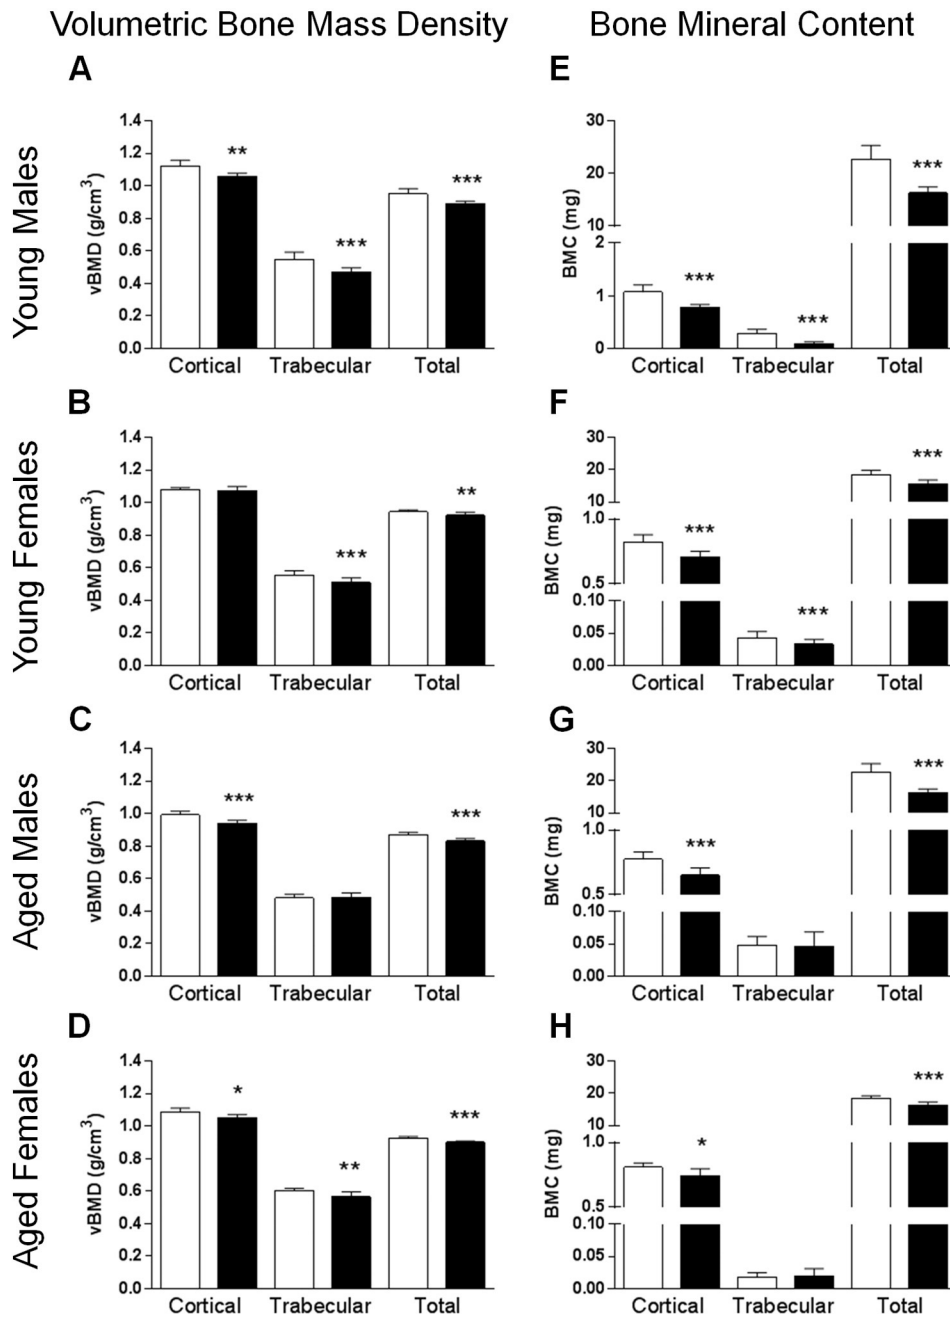 Volumetric Bone Mass Density
Bone Mineral Content
Young Males
A
vBMD (g/cm³)
1.4
1.2
1.0
0.8
0.6
0.4
0.2
0.0
**
***
***
Cortical Trabecular Total
E
BMC (mg)
30
20
10
2
1
0
***
***
***
Cortical Trabecular Total
Young Females
B
vBMD (g/cm³)
1.4
1.2
1.0
0.8
0.6
0.4
0.2
0.0
***
**
Cortical Trabecular Total
F
BMC (mg)
30
20
10
1.0
0.5
0.10
0.05
0.00
***
***
***
Cortical Trabecular Total
Aged Males
C
vBMD (g/cm³)
1.4
1.2
1.0
0.8
0.6
0.4
0.2
0.0
***
***
Cortical Trabecular Total
G
BMC (mg)
30
20
10
1.0
0.5
0.10
0.05
0.00
***
***
Cortical Trabecular Total
Aged Females
D
vBMD (g/cm³)
1.4
1.2
1.0
0.8
0.6
0.4
0.2
0.0
*
**
***
Cortical Trabecular Total
H
BMC (mg)
30
20
10
1.0
0.5
0.10
0.05
0.00
*
***
Cortical Trabecular Total